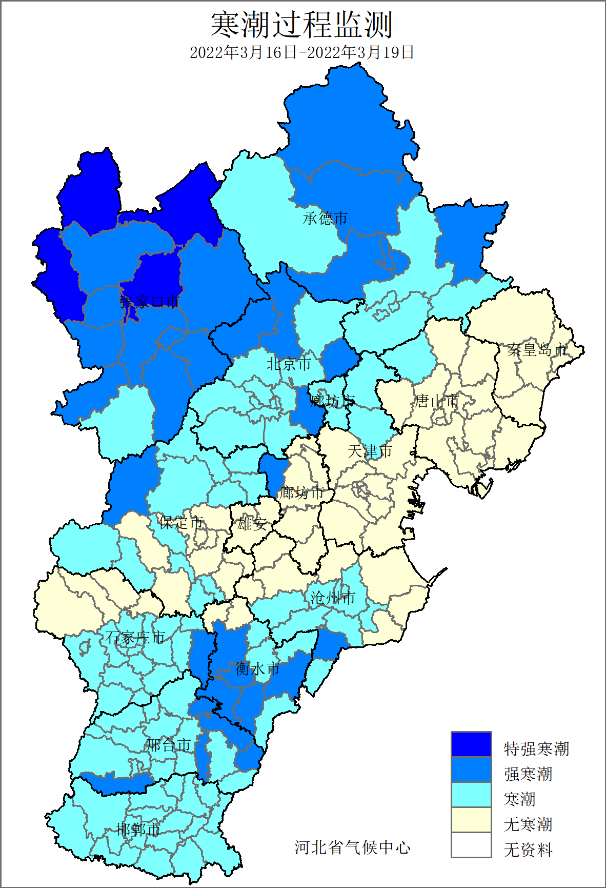 寒潮过程监测
2022年3月16日-2022年3月19日
承德市
张家口市
秦皇岛市
北京市
廊坊市
唐山市
天津市
廊坊市
保定市
雄安
沧州市
石家庄市
衡水市
邢台市
邯郸市
特强寒潮
强寒潮
寒潮
无寒潮
无资料
河北省气候中心